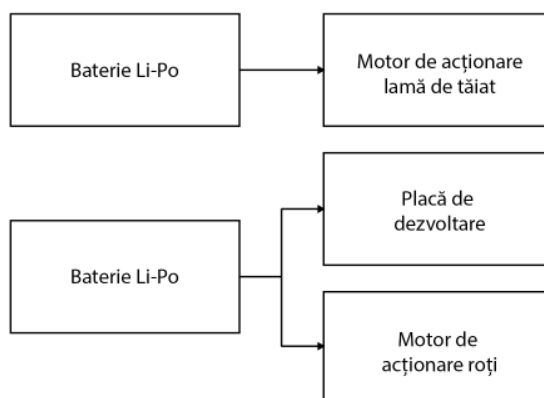 Baterie Li-Po
Motor de acționare
lamă de tăiat
Placă de
dezvoltare
Baterie Li-Po
Motor de
acționare roți